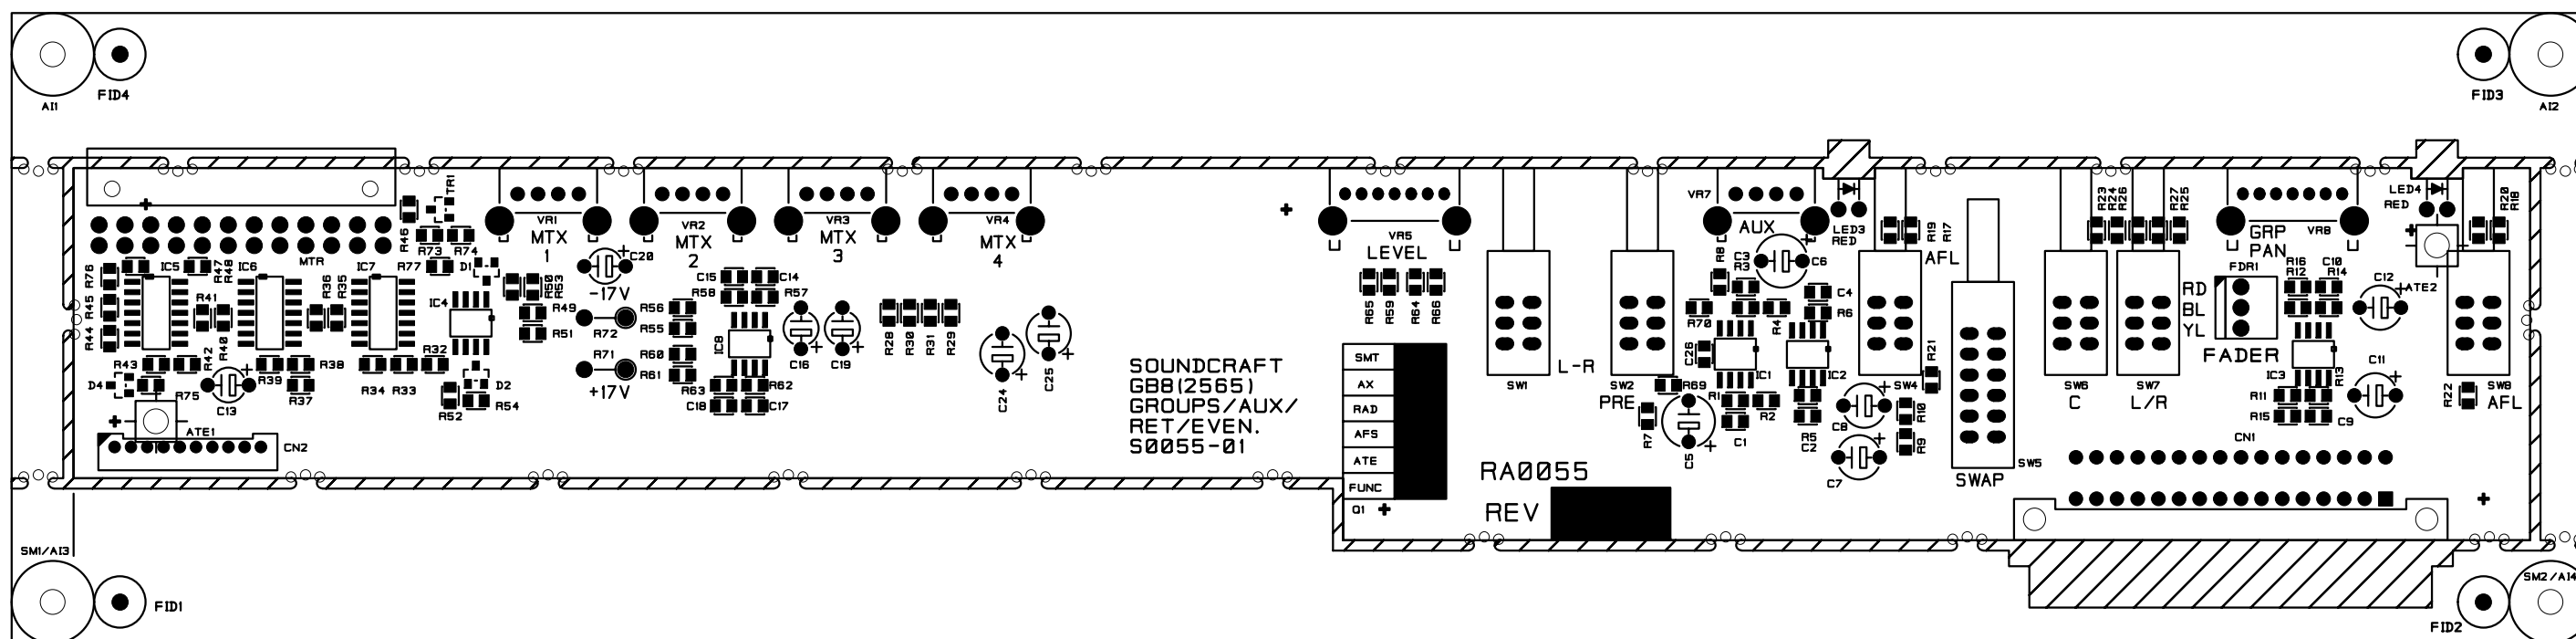 AI1
FID4
FID3
AI2
R46
TR1
VR1
MTX
1
VR2
MTX
2
VR3
MTX
3
VR4
MTX
4
VR5
LEVEL
VR7
AUX
LED3
RED
R19
R17
AFL
R23
R24
R26
R27
R25
GRP
PAN
VR8
LED4
RED
R20
R18
MTR
R73
R74
R76
IC5
R47
R48
IC6
IC7
R77
D1
R50
R53
C20
-17V
C15
C14
R58
R57
R45
R41
R36
R35
IC4
R49
R51
R56
R55
R72
R44
R43
R42
R40
R39
R38
R37
R34
R33
R32
D4
R75
C13
R52
D2
R54
R71
+17V
R60
R61
IC8
R63
R62
C18
C17
C16
C19
R28
R30
R31
R29
C24
C25
ATE1
CN2
SOUNDCRAFT
GB8(2565)
GROUPS/AUX/
RET/EVEN.
S0055-01
R65
R59
R64
R66
SMT
AX
RAD
AFS
ATE
FUNC
Q1
SW1
L-R
SW2
PRE
R8
C3
R3
C6
C4
R6
R70
R4
C26
IC1
IC2
R69
R1
R2
R7
C5
C1
R5
C2
C8
C7
SW4
R21
R10
R9
SW5
SWAP
SW6
C
SW7
L/R
FDR1
RD
BL
YL
FADER
R16
R12
C10
R14
C12
ATE2
IC3
R13
C11
R11
R15
C9
CN1
R22
SW8
AFL
RA0055
REV
SM1/AI3
FID1
SM2/AI4
FID2